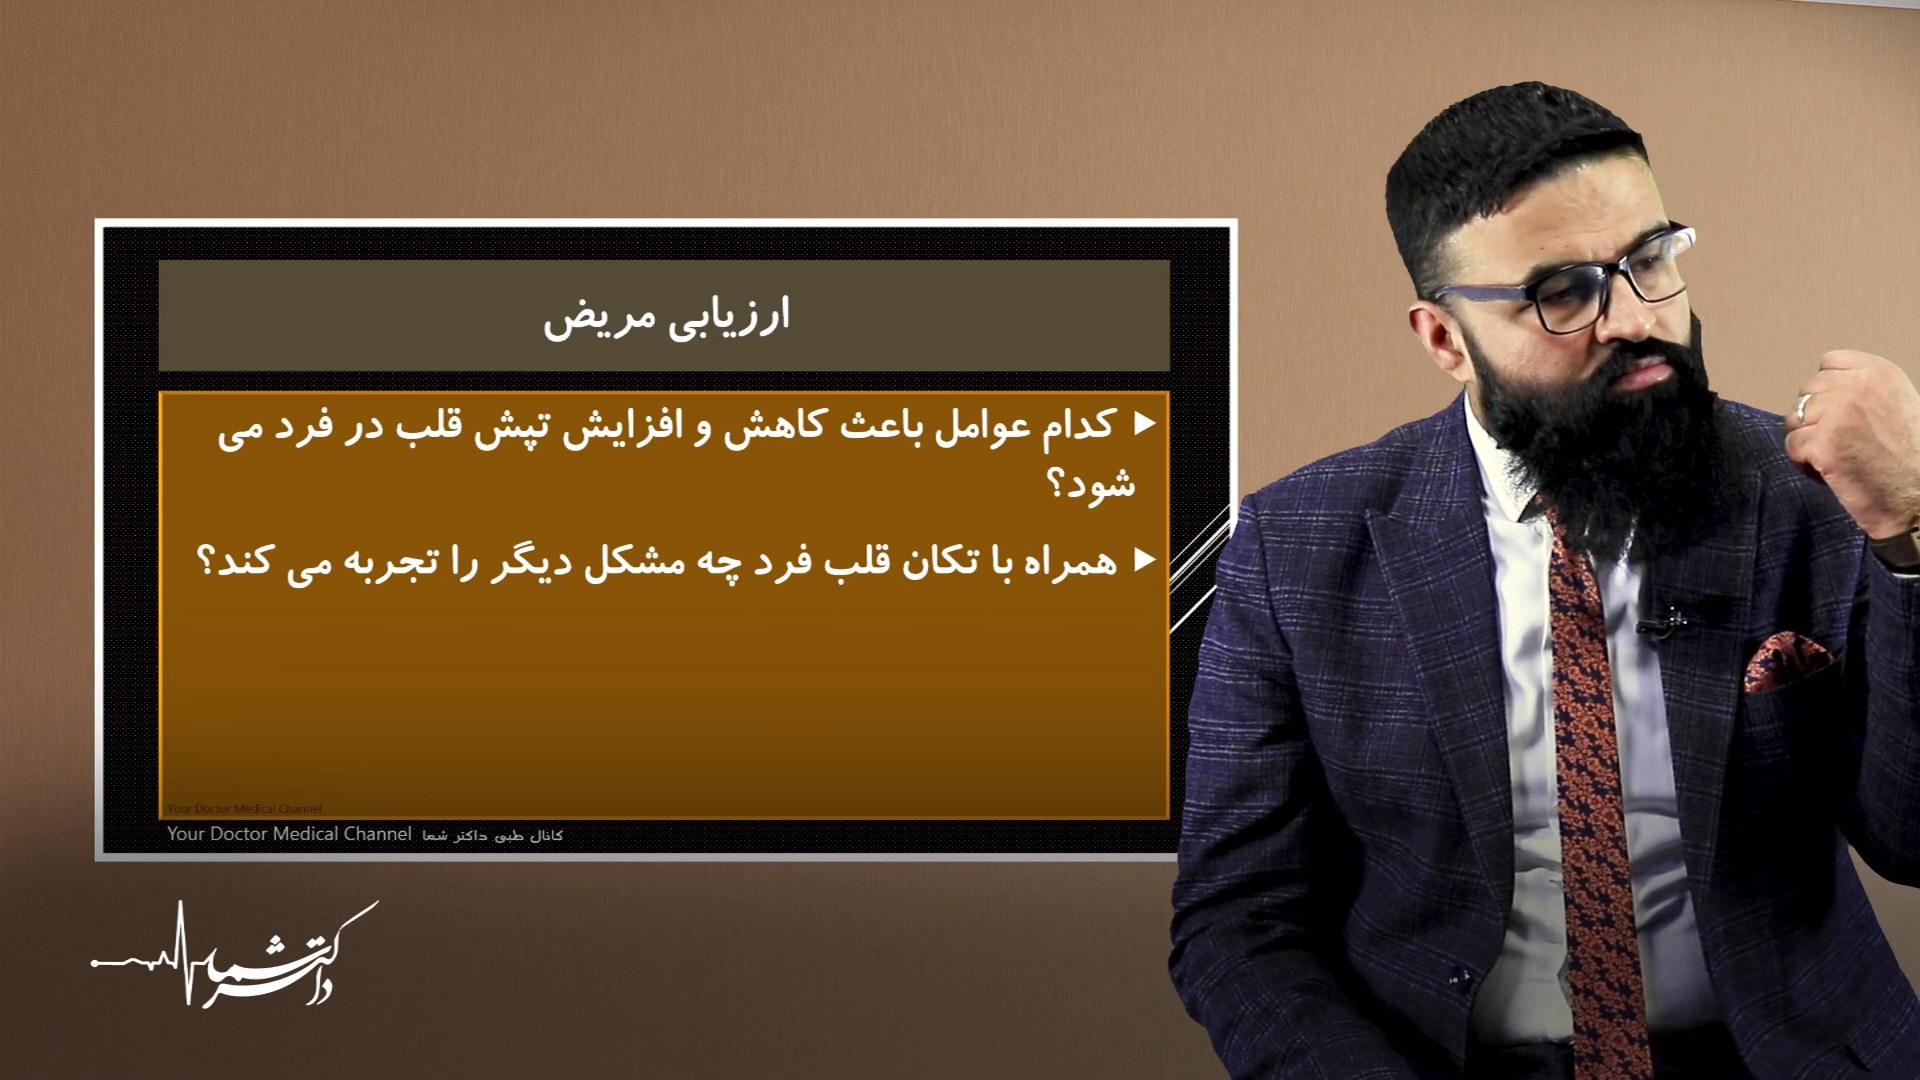 ارزیابی مریض
کدام عوامل باعث کاهش و افزایش تپش قلب در فرد می
شود؟
همراه با تکان قلب فرد چه مشکل دیگر را تجربه می کند؟
Your Doctor Medical Channel
Your Doctor Medical Channel کانال طبی داکتر شما
داکتر شما